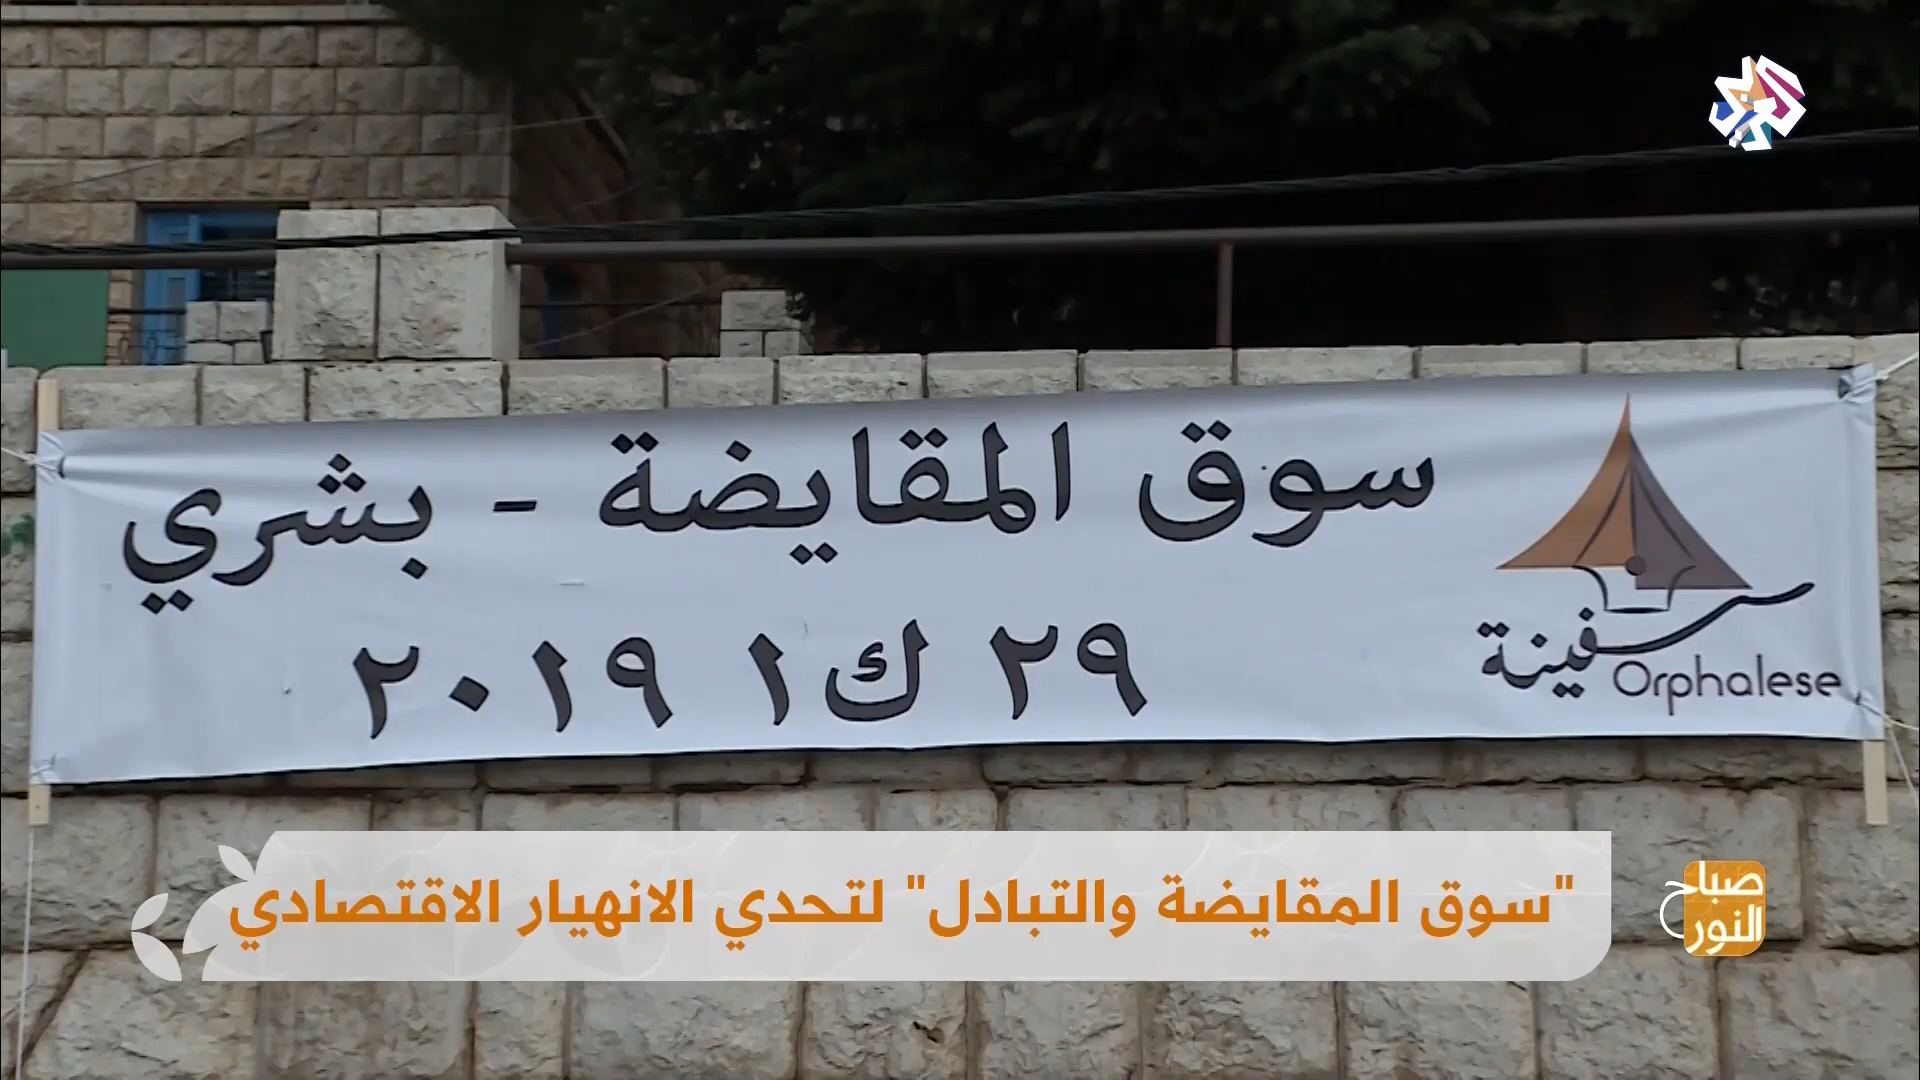 سوق المقايضة - بشري
٢٩ ك١ ٢٠١٩
سفينة
Orphalese
"سوق المقايضة والتبادل" لتحدي الانهيار الاقتصادي
صباح
النور